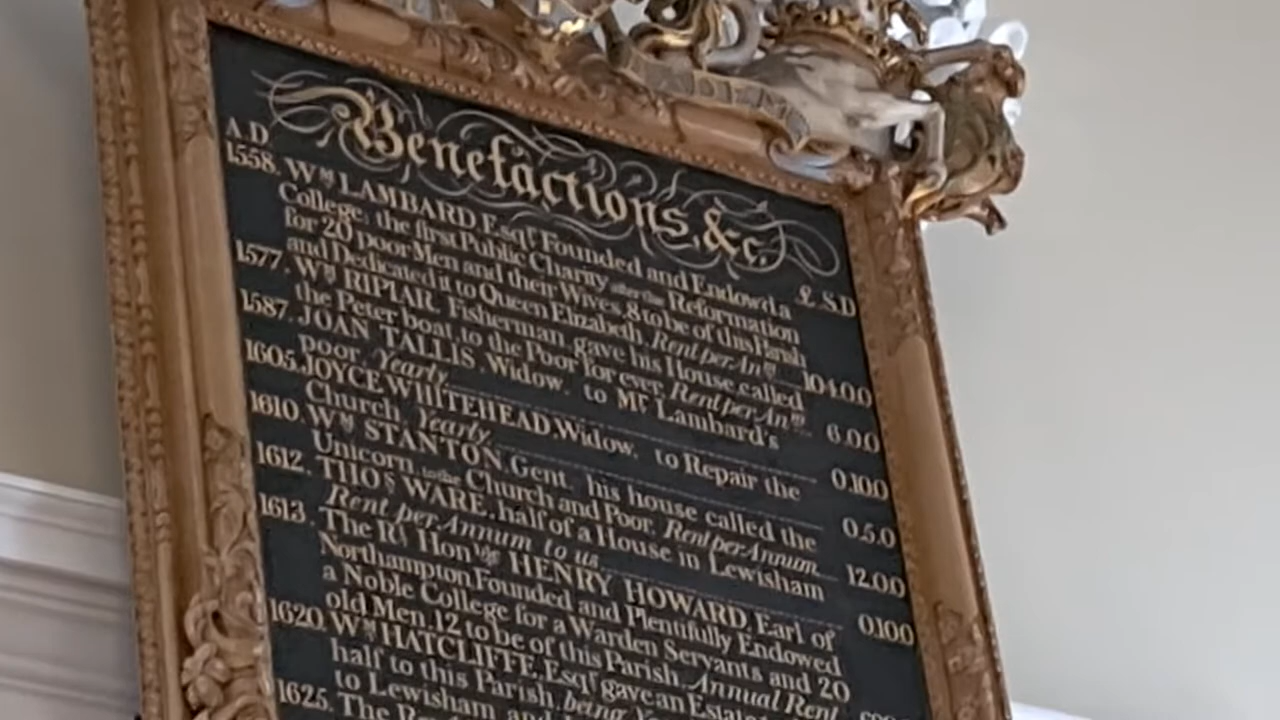 Benefactions, &c.
A.D. £. S. D
1558. Wm LAMBARD, Esqr. Founded and Endow'd a
College; the first Public Charity after the Reformation
for 20 poor Men and their Wives, 8 to be of this Parish
and Dedicated it to Queen Elizabeth, Rent per Anm. 104.0.0
1577. Wm RIPLAR, Fisherman, gave his House called
the Peter boat, to the Poor for ever, Rent per Anm. 6.0.0
1587. JOAN TALLIS, Widow, to Mr. Lambard's
poor, Yearly 0.10.0
1605. JOYCE WHITEHEAD, Widow, to Repair the
Church, Yearly 0.5.0
1610. Wm STANTON, Gent. his house called the
Unicorn, to the Church and Poor, Rent per Annum 12.0.0
1612. THOS WARE, half of a House in Lewisham
Rent per Annum to us 0.10.0
1613. The Rt. Honble HENRY HOWARD, Earl of
Northampton, Founded and Plentifully Endowed
a Noble College for a Warden Servants and 20
old Men, 12 to be of this Parish, Annual Rent
1620. Wm HATCLIFFE, Esqr. gave an Estate
half to this Parish, being
to Lewisham and
1625. The